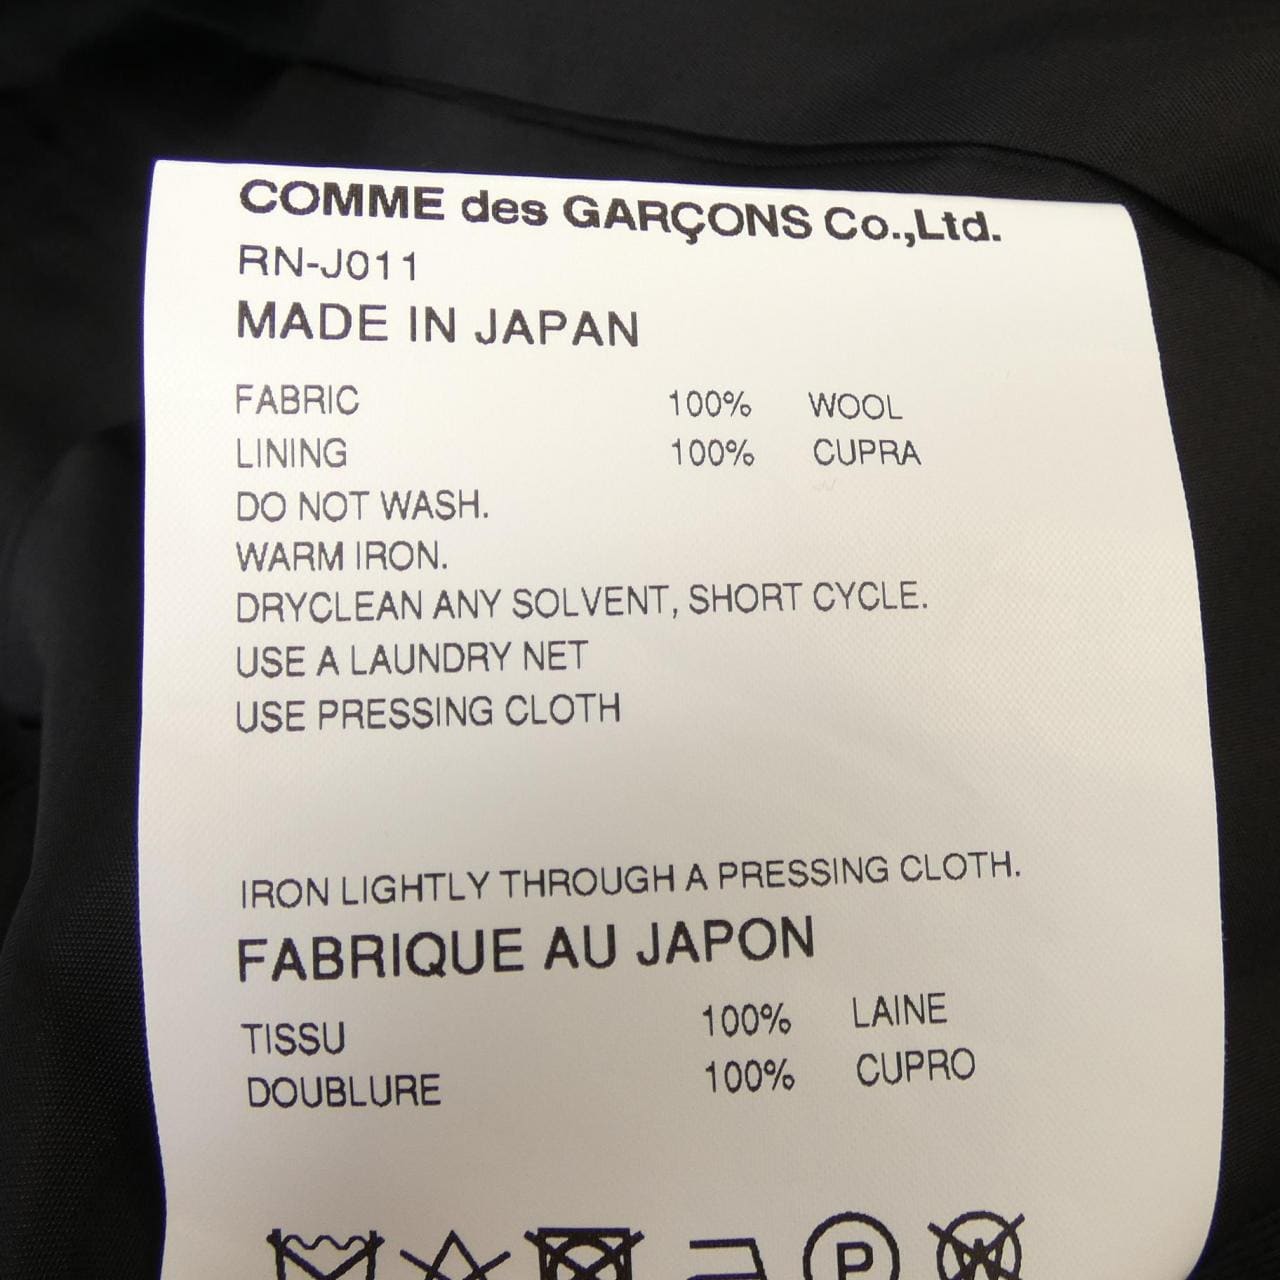 COMME des GARÇONS Co.,Ltd.
RN-J011
MADE IN JAPAN
FABRIC 100% WOOL
LINING 100% CUPRA
DO NOT WASH.
WARM IRON.
DRYCLEAN ANY SOLVENT, SHORT CYCLE.
USE A LAUNDRY NET
USE PRESSING CLOTH
IRON LIGHTLY THROUGH A PRESSING CLOTH.
FABRIQUE AU JAPON
TISSU 100% LAINE
DOUBLURE 100% CUPRO
P W